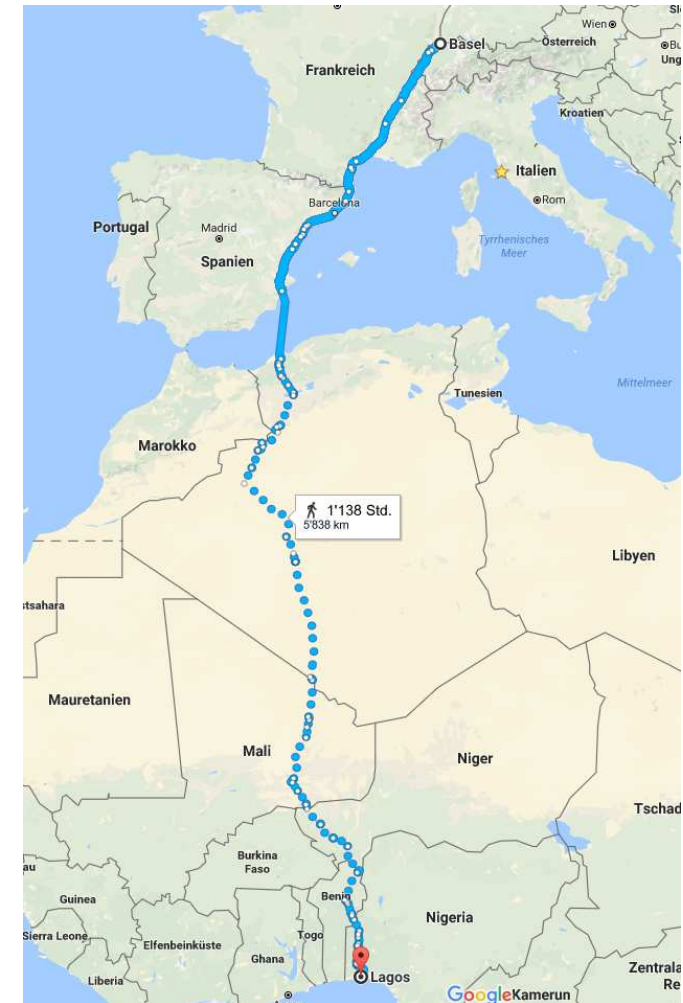 Wien
Basel
Österreich
Frankreich
Kroatien
Italien
Barcelona
Rom
Portugal
Madrid
Spanien
Tyrrhenisches
Meer
Mittelmeer
Tunesien
Marokko
1'138 Std.
5'838 km
Libyen
stsahara
Mauretanien
Mali
Niger
Tschad
Burkina
Faso
Guinea
Benin
Nigeria
Togo
Sierra Leone
Elfenbeinküste
Ghana
Zentrala
Re
Liberia
Lagos
Google
Kamerun